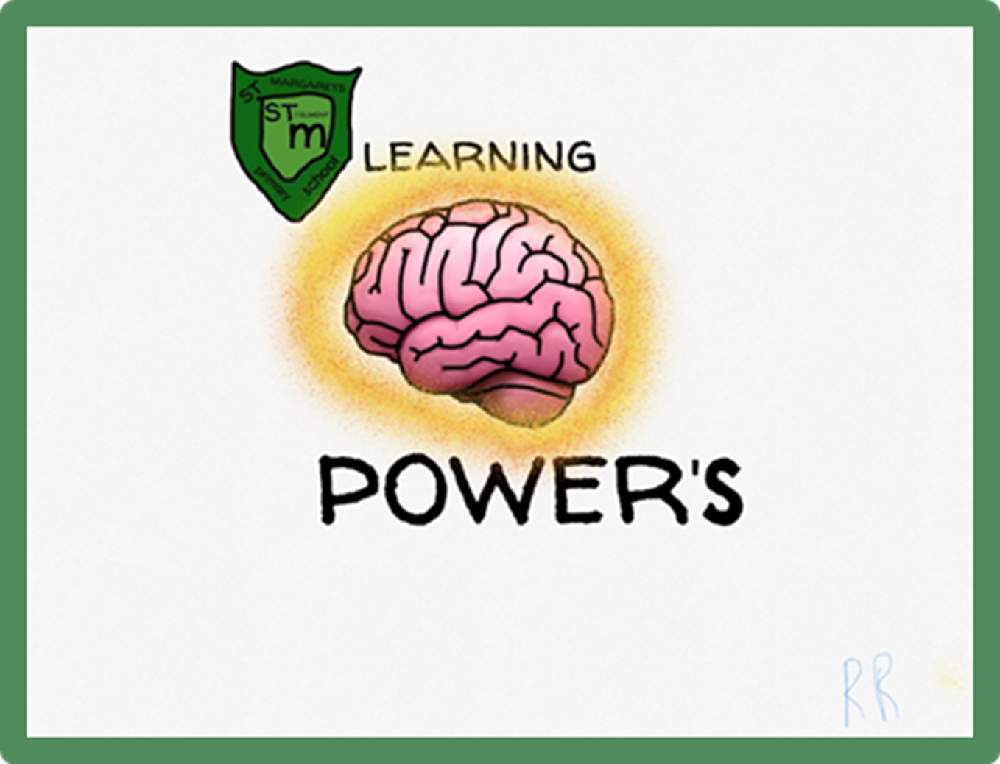 ST MARGARETS
ST
m
primary school
LEARNING
POWER'S
RR